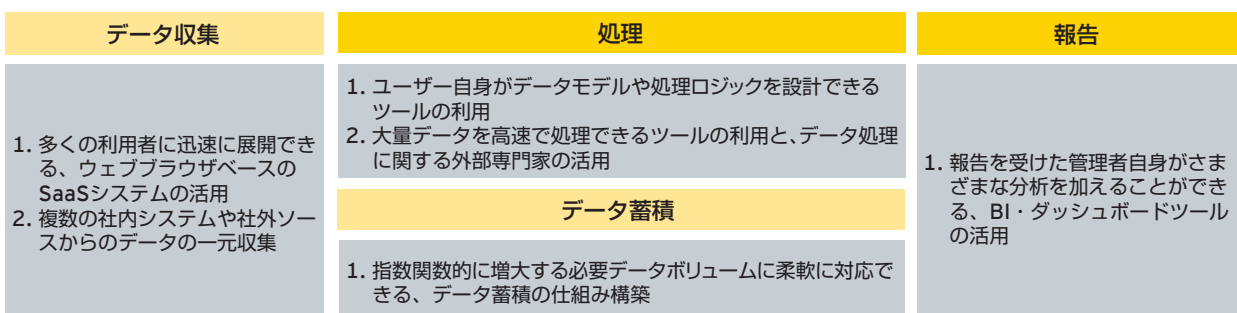 データ収集
1. 多くの利用者に迅速に展開でき
る、ウェブブラウザベースの
SaaSシステムの活用
2. 複数の社内システムや社外ソー
スからのデータの一元収集
処理
1. ユーザー自身がデータモデルや処理ロジックを設計できる
ツールの利用
2. 大量データを高速で処理できるツールの利用と、データ処理
に関する外部専門家の活用
データ蓄積
1. 指数関数的に増大する必要データボリュームに柔軟に対応で
きる、データ蓄積の仕組み構築
報告
1. 報告を受けた管理者自身がさま
ざまな分析を加えることができ
る、BI・ダッシュボードツール
の活用